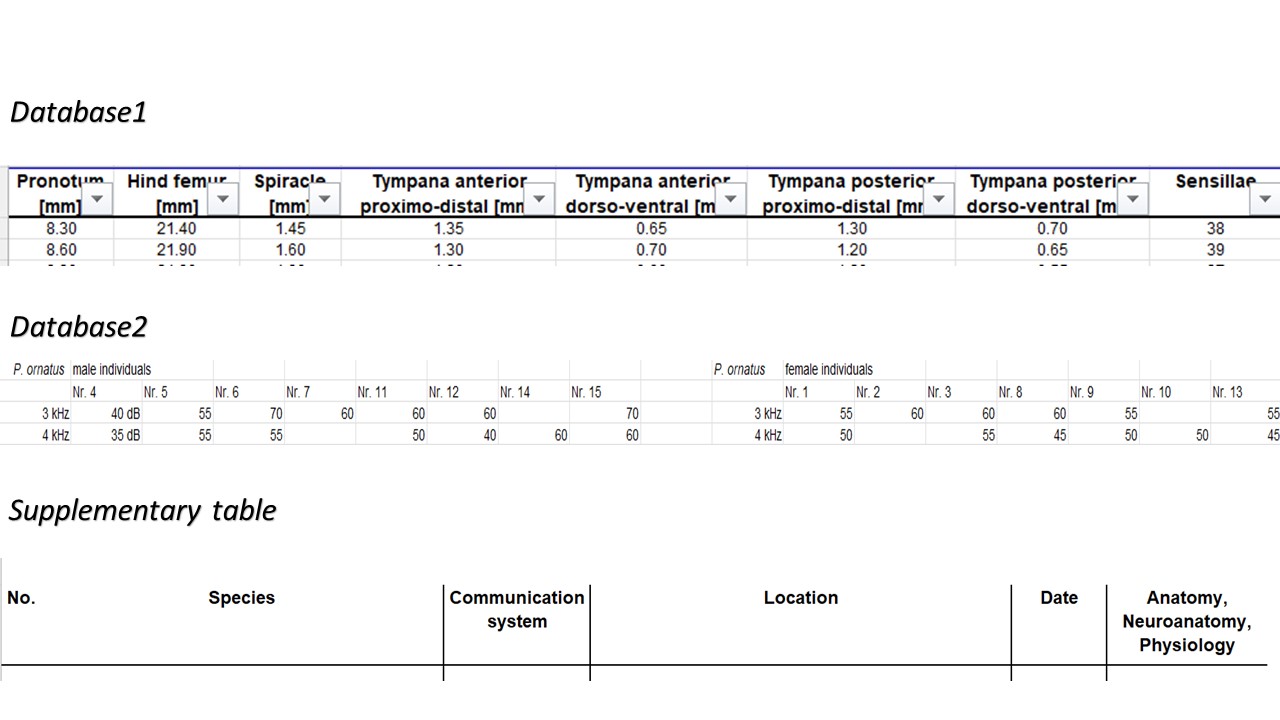 Database1
Pronotum Hind femur Spiracle Tympana anterior Tympana anterior Tympana posterior Tympana posterior Sensillae
[mm] [mm] [mm] proximo-distal [mm dorso-ventral [m proximo-distal [mm dorso-ventral [m
8.30 21.40 1.45 1.35 0.65 1.30 0.70 38
8.60 21.90 1.60 1.30 0.70 1.20 0.65 39
Database2
P. ornatus male individuals P. ornatus female individuals
Nr. 4 Nr. 5 Nr. 6 Nr. 7 Nr. 11 Nr. 12 Nr. 14 Nr. 15 Nr. 1 Nr. 2 Nr. 3 Nr. 8 Nr. 9 Nr. 10 Nr. 13
3 kHz 40 dB 55 70 60 60 60 70 3 kHz 55 60 60 60 55 55
4 kHz 35 dB 55 55 50 40 60 60 4 kHz 50 55 45 50 50 45
Supplementary table
No. Species Communication Location Date Anatomy,
system Neuroanatomy,
Physiology